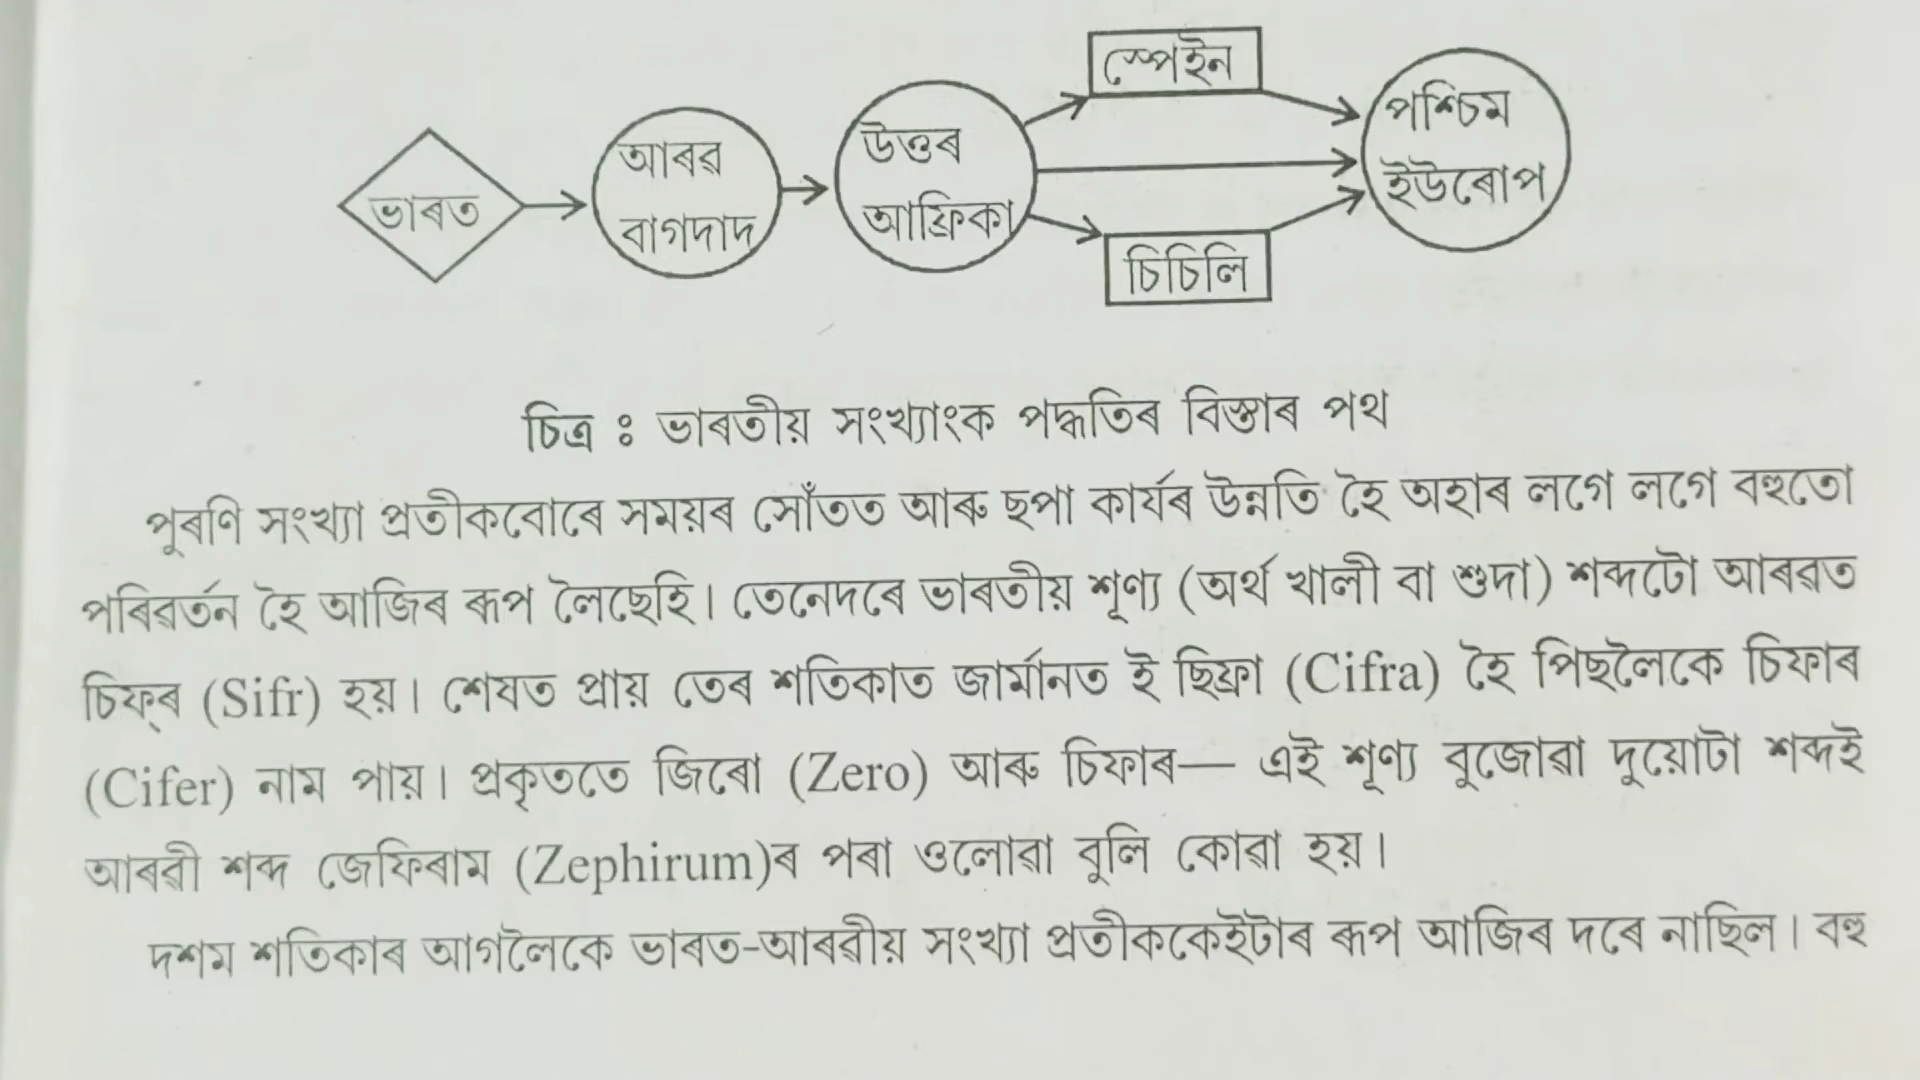 স্পেইন
পশ্চিম
আৰৱ
উত্তৰ
ইউৰোপ
ভাৰত
বাগদাদ
আফ্ৰিকা
চিচিলি
চিত্ৰ : ভাৰতীয় সংখ্যাংক পদ্ধতিৰ বিস্তাৰ পথ
পুৰণি সংখ্যা প্ৰতীকবোৰে সময়ৰ সোঁতত আৰু ছপা কাৰ্যৰ উন্নতি হৈ অহাৰ লগে লগে বহুতো
পৰিৱৰ্তন হৈ আজিৰ ৰূপ লৈছেহি। তেনেদৰে ভাৰতীয় শূণ্য (অৰ্থ খালী বা শুদা) শব্দটো আৰৱত
চিফ্‌ৰ (Sifr) হয়। শেষত প্ৰায় তেৰ শতিকাত জাৰ্মানত ই ছিফ্ৰা (Cifra) হৈ পিছলৈকে চিফাৰ
(Cifer) নাম পায়। প্ৰকৃততে জিৰো (Zero) আৰু চিফাৰ— এই শূণ্য বুজোৱা দুয়োটা শব্দই
আৰৱী শব্দ জেফিৰাম (Zephirum)ৰ পৰা ওলোৱা বুলি কোৱা হয়।
দশম শতিকাৰ আগলৈকে ভাৰত-আৰৱীয় সংখ্যা প্ৰতীককেইটাৰ ৰূপ আজিৰ দৰে নাছিল। বহু